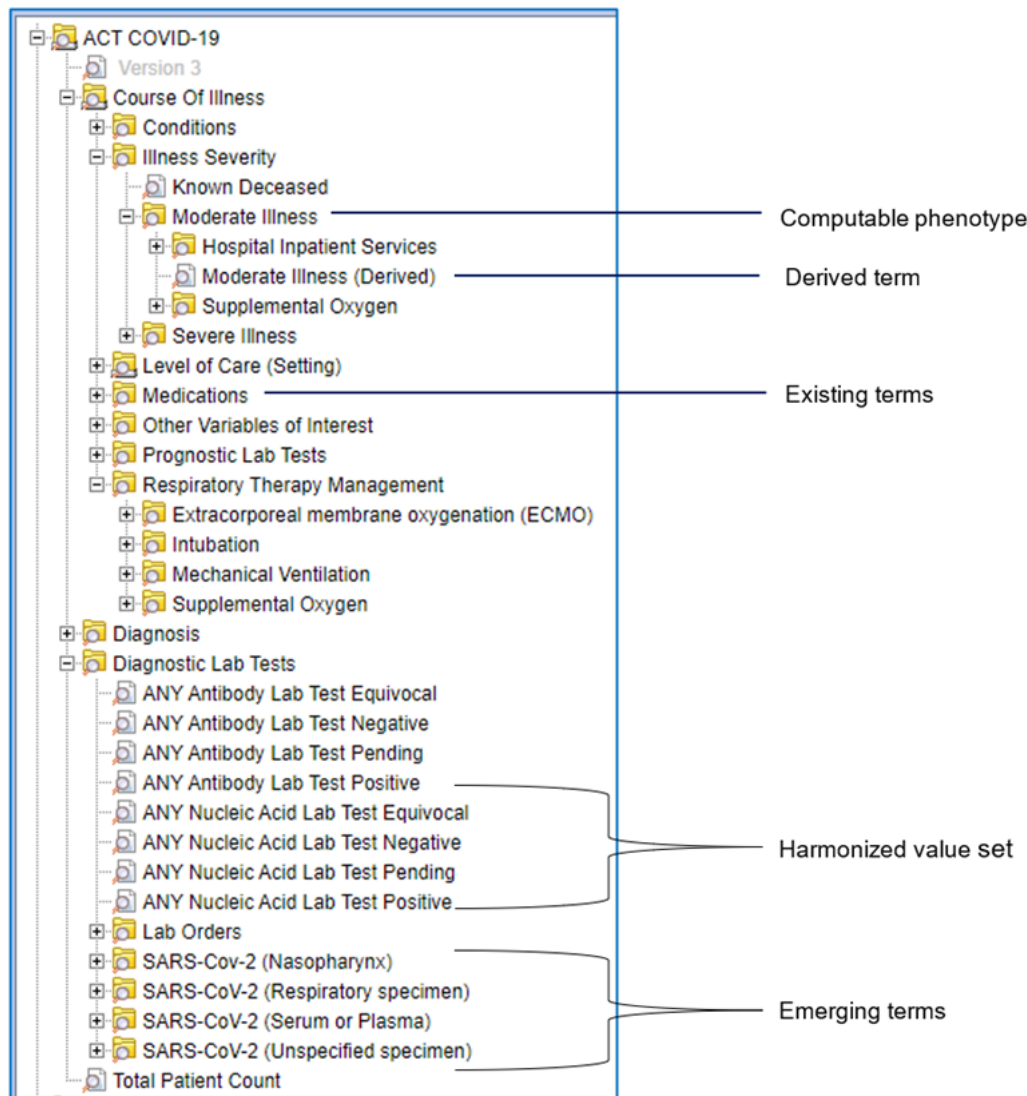 ACT COVID-19
Version 3
Course Of Illness
Conditions
Illness Severity
Known Deceased
Moderate Illness
Computable phenotype
Hospital Inpatient Services
Moderate Illness (Derived)
Derived term
Supplemental Oxygen
Severe Illness
Level of Care (Setting)
Medications
Existing terms
Other Variables of Interest
Prognostic Lab Tests
Respiratory Therapy Management
Extracorporeal membrane oxygenation (ECMO)
Intubation
Mechanical Ventilation
Supplemental Oxygen
Diagnosis
Diagnostic Lab Tests
ANY Antibody Lab Test Equivocal
ANY Antibody Lab Test Negative
ANY Antibody Lab Test Pending
ANY Antibody Lab Test Positive
ANY Nucleic Acid Lab Test Equivocal
ANY Nucleic Acid Lab Test Negative
Harmonized value set
ANY Nucleic Acid Lab Test Pending
ANY Nucleic Acid Lab Test Positive
Lab Orders
SARS-Cov-2 (Nasopharynx)
SARS-CoV-2 (Respiratory specimen)
SARS-CoV-2 (Serum or Plasma)
Emerging terms
SARS-CoV-2 (Unspecified specimen)
Total Patient Count